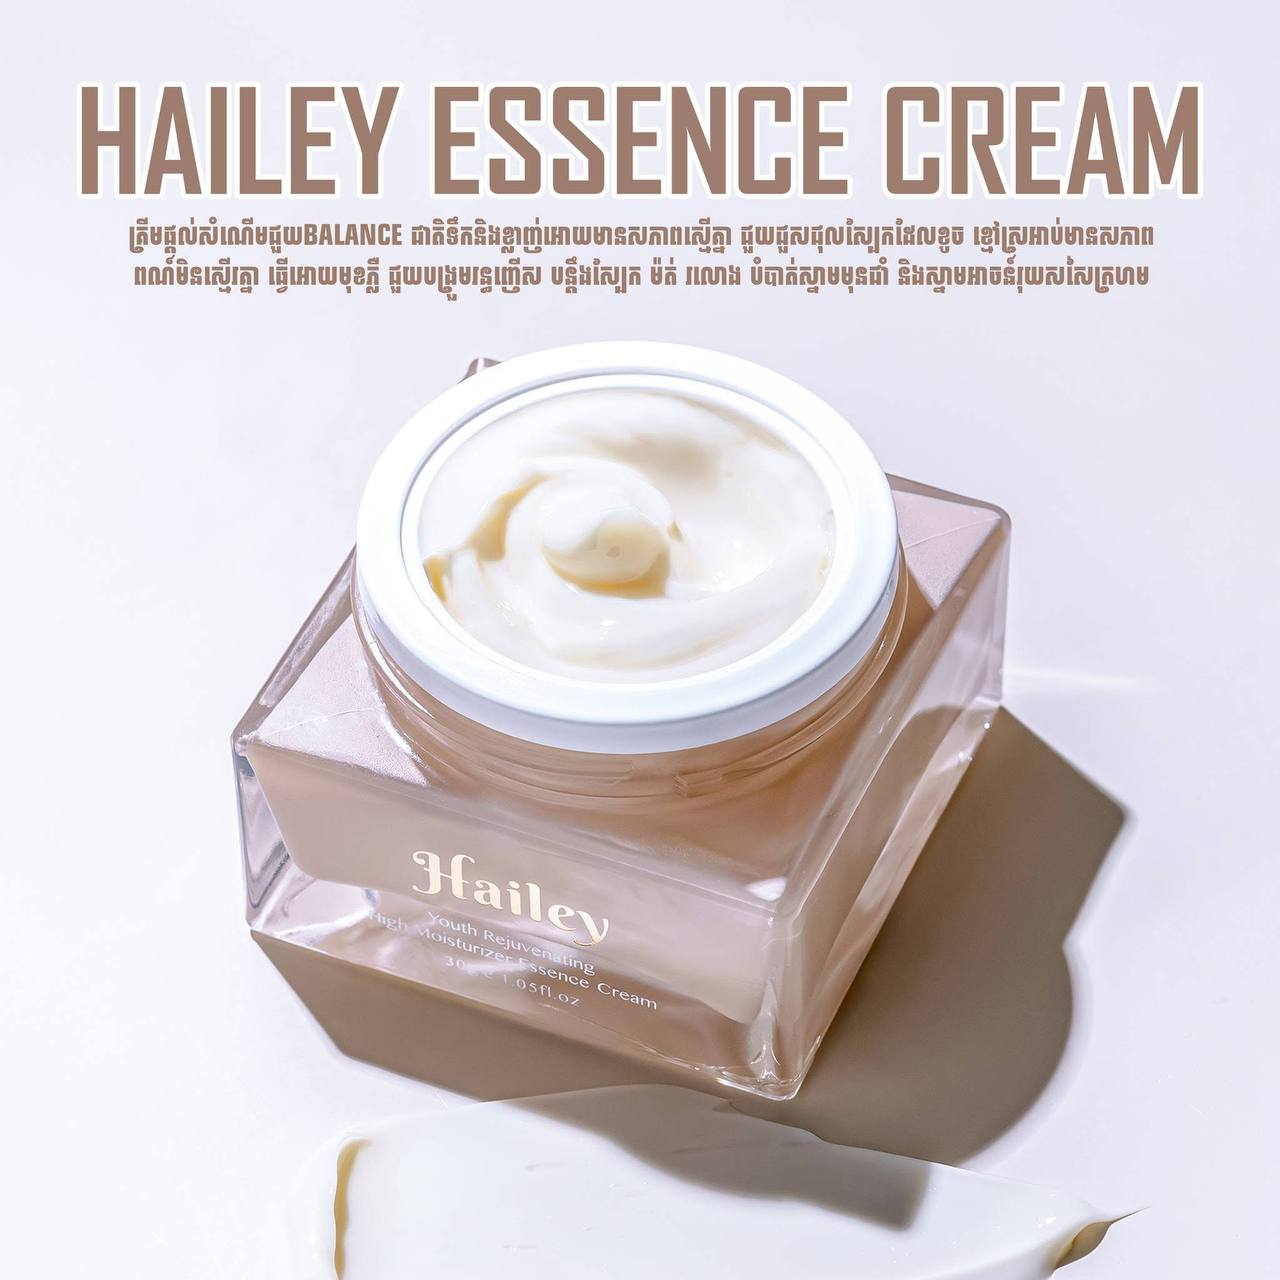 HAILEY ESSENCE CREAM
ត្រីមផ្តល់សំណើមជួយBALANCE ជាតិទឹកនិងខ្លាញ់អោយមានសភាពស្មើគ្នា ជួយជួសជុលស្បែកដែលខូច ខ្មៅស្រអាប់មានសភាព
ពណ៌មិនស្មើរគ្នា ធ្វើអោយមុខភ្លឺ ជួយបង្រួមរន្ធញើស បន្តឹងស្បែក ម៉ត់ រលោង បំបាត់ស្នាមមុនដាំ និងស្នាមអាចន៍រុយសសៃក្រហម
Hailey
Youth Rejuvenating
High Moisturizer Essence Cream
1.05fl.oz